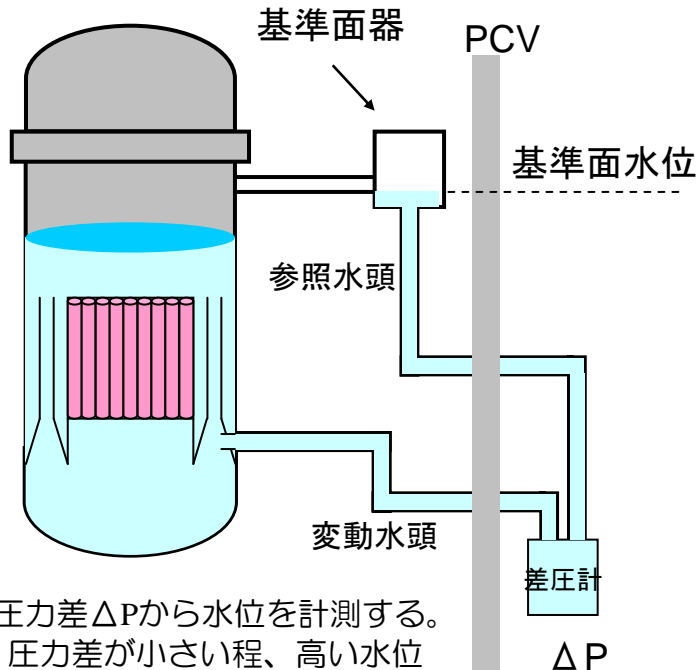 基準面器
PCV
基準面水位
参照水頭
変動水頭
差圧計
圧力差ΔPから水位を計測する。
圧力差が小さい程、高い水位
ΔP